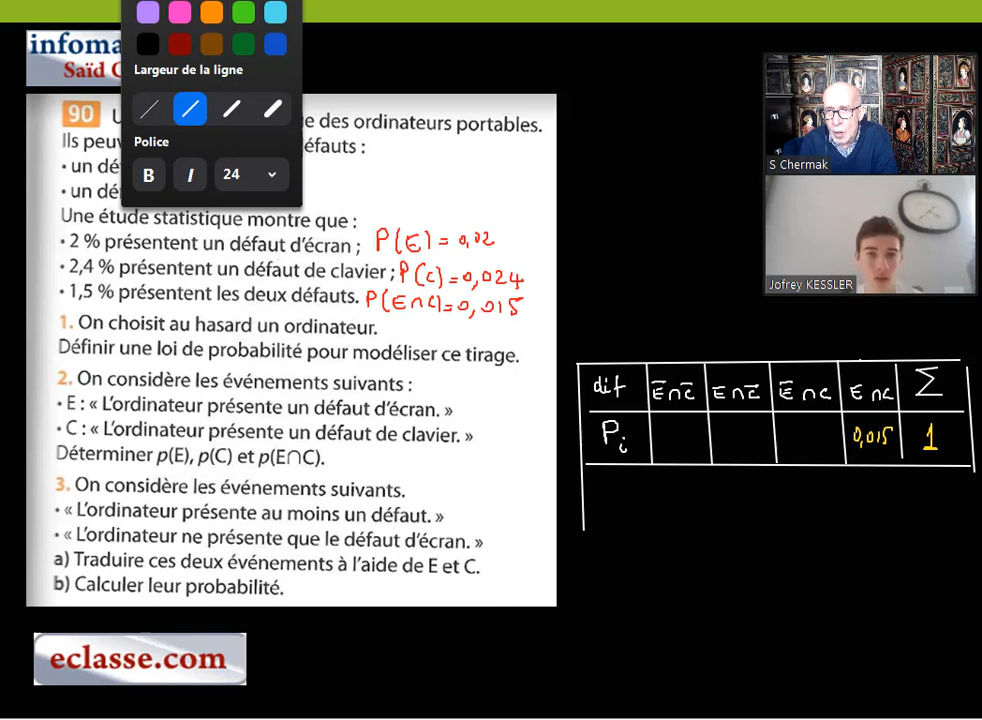 infoma
Saïd
Largeur de la ligne
Police
B I 24
90 U
e des ordinateurs portables.
Ils peu
éfauts :
• un dé
• un dé
Une étude statistique montre que :
• 2 % présentent un défaut d'écran ; P(E) = 0,02
• 2,4 % présentent un défaut de clavier ; P(C) = 0,024
• 1,5 % présentent les deux défauts. P(E∩C) = 0,015
1. On choisit au hasard un ordinateur.
Définir une loi de probabilité pour modéliser ce tirage.
2. On considère les événements suivants :
• E : « L'ordinateur présente un défaut d'écran. »
• C : « L'ordinateur présente un défaut de clavier. »
Déterminer p(E), p(C) et p(E∩C).
3. On considère les événements suivants.
• « L'ordinateur présente au moins un défaut. »
• « L'ordinateur ne présente que le défaut d'écran. »
a) Traduire ces deux événements à l'aide de E et C.
b) Calculer leur probabilité.
eclasse.com
S Chermak
Jofrey KESSLER
E̅∩C̅ E∩C̅ E̅∩C E∩C Σ
Pi 0,015 1